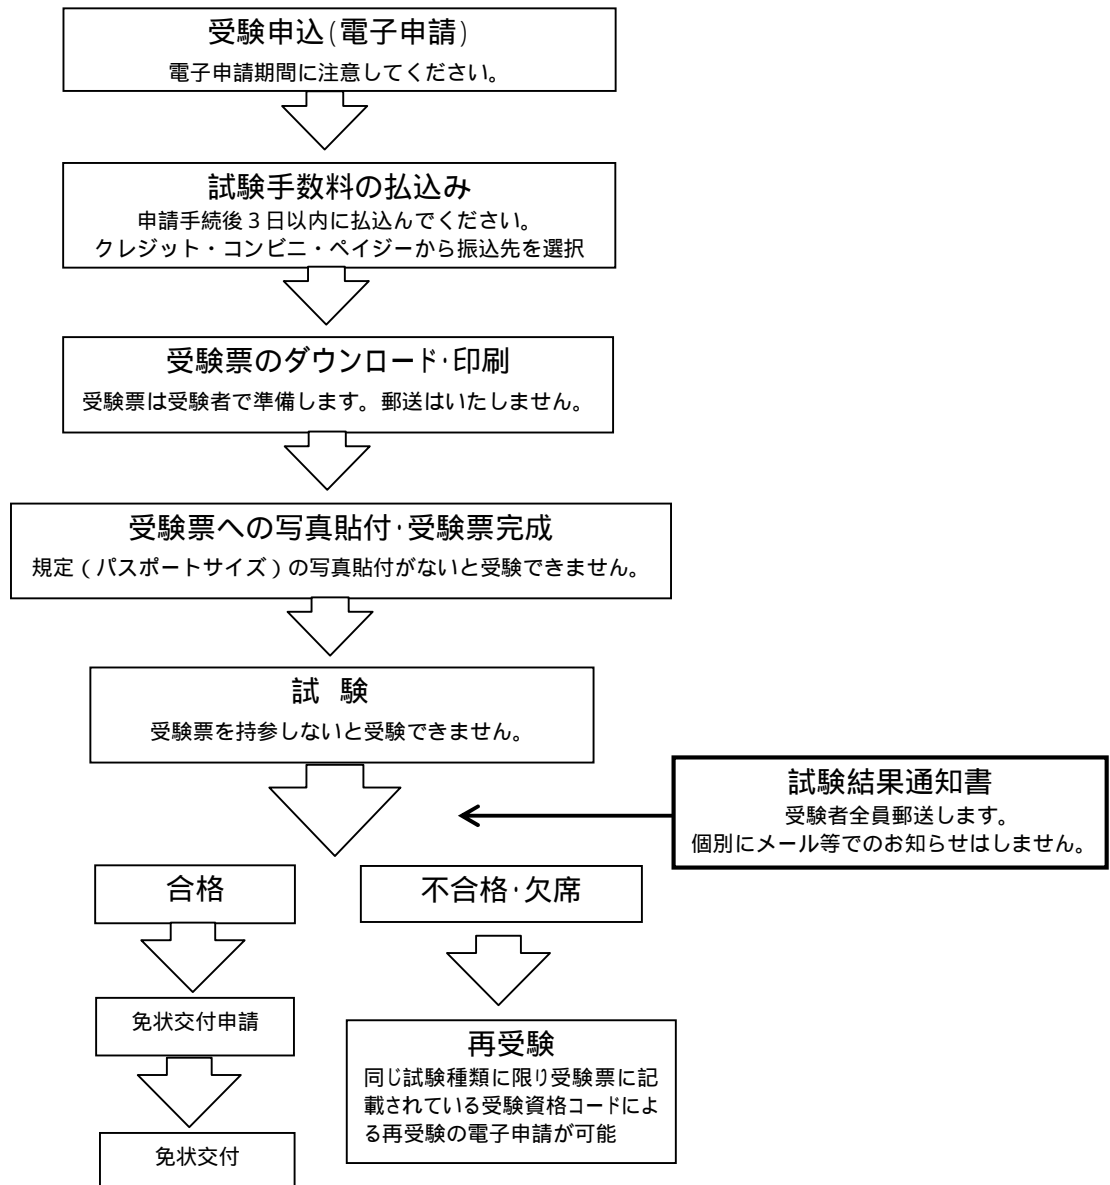 受験申込(電子申請)
電子申請期間に注意してください。
試験手数料の払込み
申請手続後3日以内に払込んでください。
クレジット・コンビニ・ペイジーから振込先を選択
受験票のダウンロード・印刷
受験票は受験者で準備します。郵送はいたしません。
受験票への写真貼付・受験票完成
規定(パスポートサイズ)の写真貼付がないと受験できません。
試 験
受験票を持参しないと受験できません。
試験結果通知書
受験者全員郵送します。
個別にメール等でのお知らせはしません。
合格
不合格・欠席
免状交付申請
再受験
同じ試験種類に限り受験票に記
載されている受験資格コードによ
る再受験の電子申請が可能
免状交付